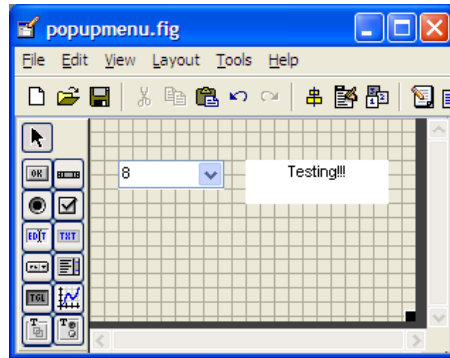 popupmenu.fig
File Edit View Layout Tools Help
8 Testing!!!
OK
EDIT TXT
TGL